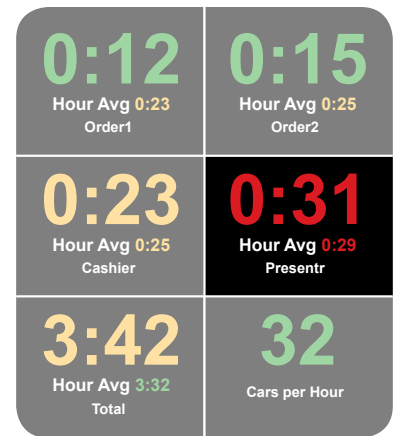 0:12
Hour Avg 0:23
Order1
0:15
Hour Avg 0:25
Order2
0:23
Hour Avg 0:25
Cashier
0:31
Hour Avg 0:29
Presentr
3:42
Hour Avg 3:32
Total
32
Cars per Hour